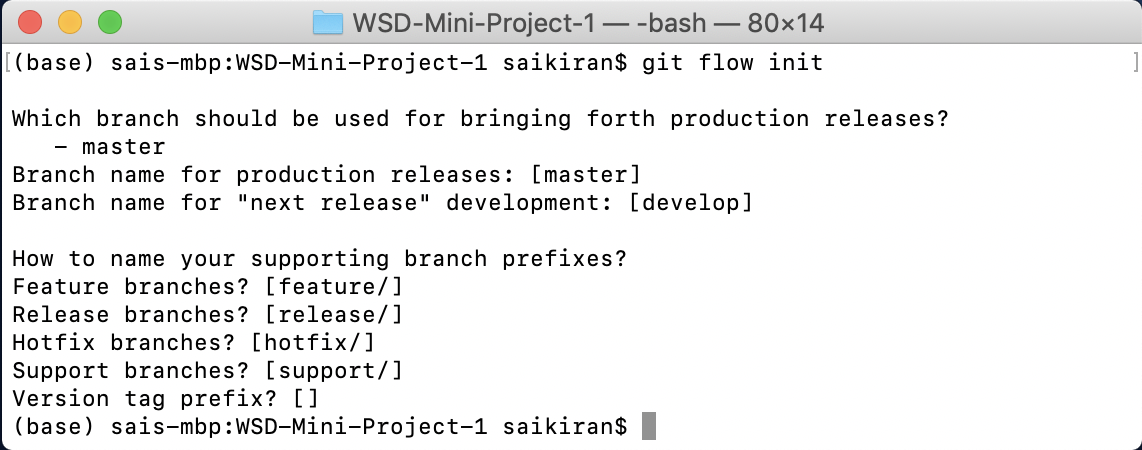 WSD-Mini-Project-1 — -bash — 80×14
[(base) sais-mbp:WSD-Mini-Project-1 saikiran$ git flow init ]

Which branch should be used for bringing forth production releases?
   - master
Branch name for production releases: [master]
Branch name for "next release" development: [develop]

How to name your supporting branch prefixes?
Feature branches? [feature/]
Release branches? [release/]
Hotfix branches? [hotfix/]
Support branches? [support/]
Version tag prefix? []
(base) sais-mbp:WSD-Mini-Project-1 saikiran$